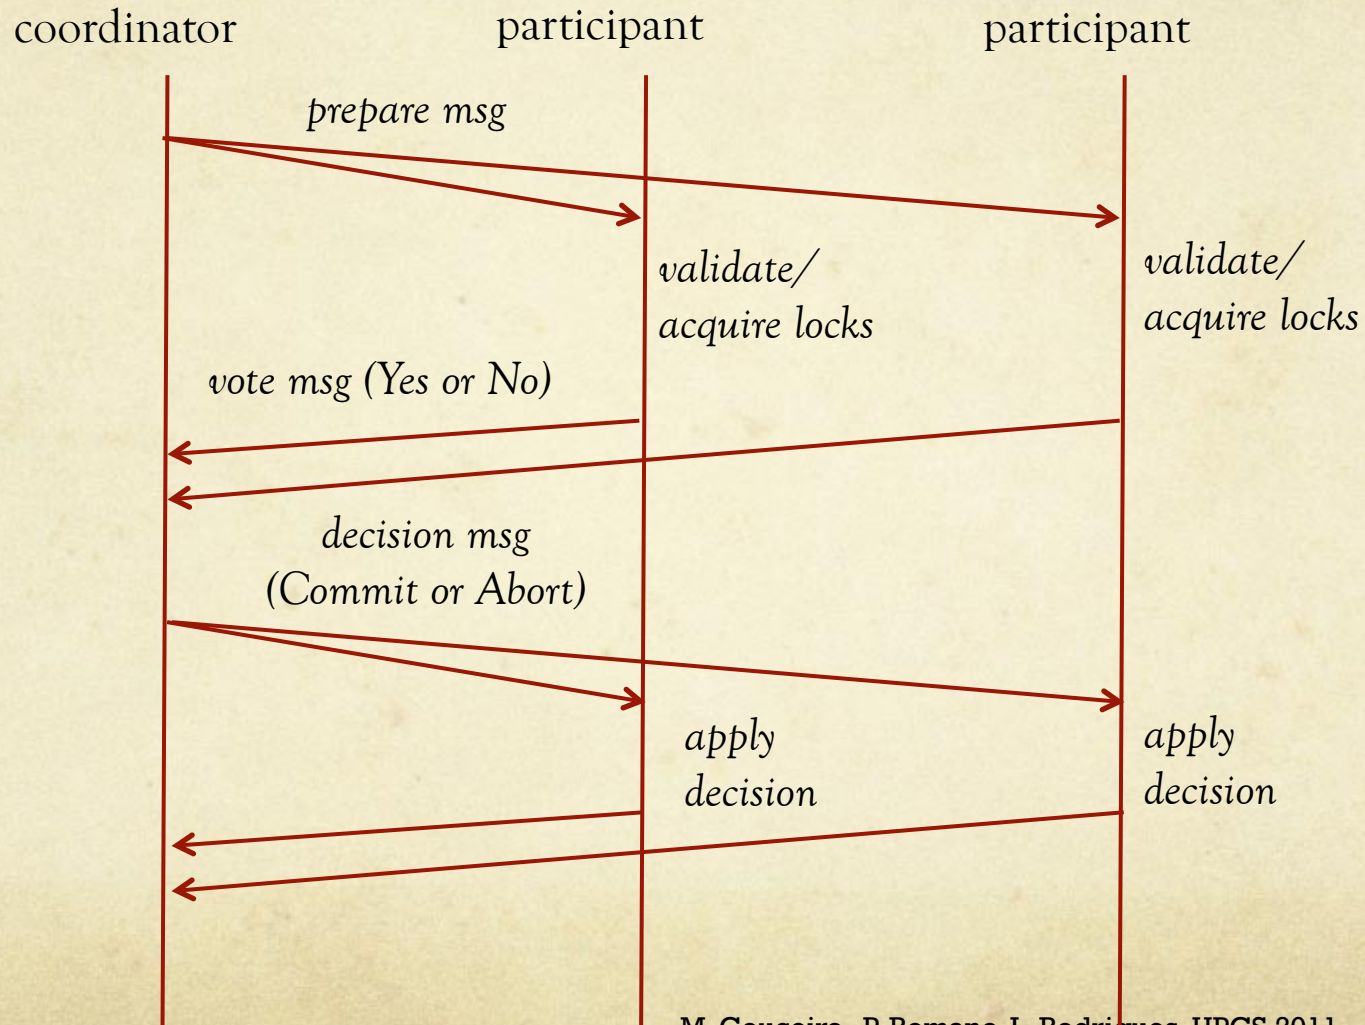 coordinator participant participant
prepare msg
validate/
acquire locks
validate/
acquire locks
vote msg (Yes or No)
decision msg
(Commit or Abort)
apply
decision
apply
decision